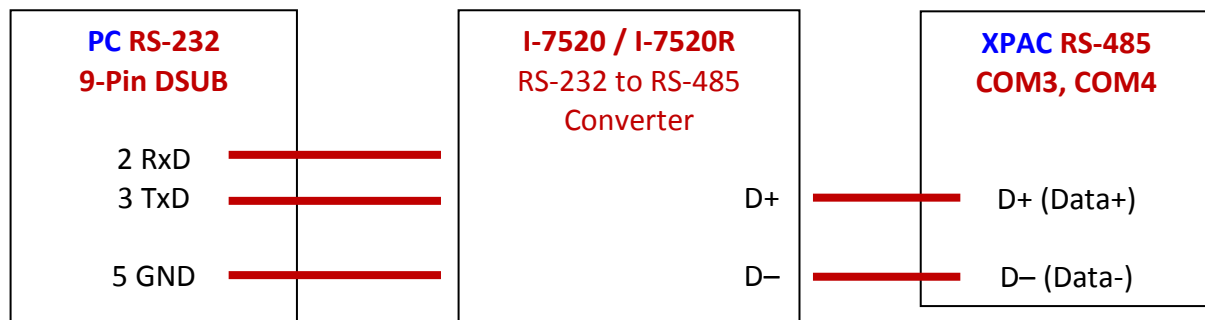 PC RS-232
9-Pin DSUB
2 RxD
3 TxD
5 GND
I-7520 / I-7520R
RS-232 to RS-485
Converter
D+
D−
XPAC RS-485
COM3, COM4
D+ (Data+)
D− (Data-)